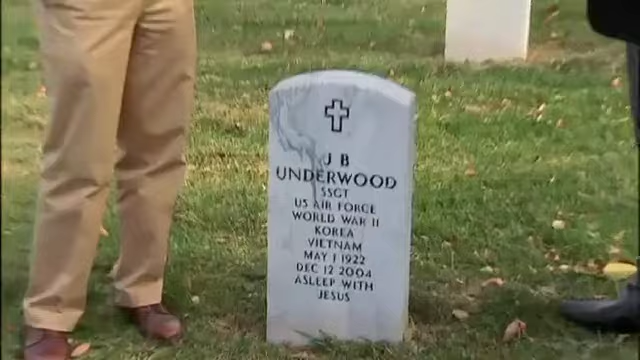 J B
UNDERWOOD
SSGT
US AIR FORCE
WORLD WAR II
KOREA
VIETNAM
MAY 1 1922
DEC 12 2004
ASLEEP WITH
JESUS